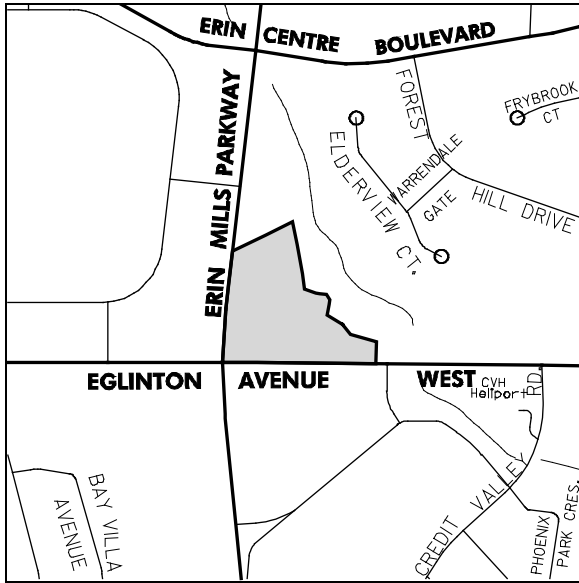 ERIN CENTRE BOULEVARD
ERIN MILLS PARKWAY
FOREST
HILL DRIVE
FRYBROOK
CT
ELDERVIEW CT.
WARRENDALE
GATE
EGLINTON AVENUE WEST
CVH
Heliport
CREDIT VALLEY RD.
BAY VILLA
AVENUE
PHOENIX
PARK CRES.